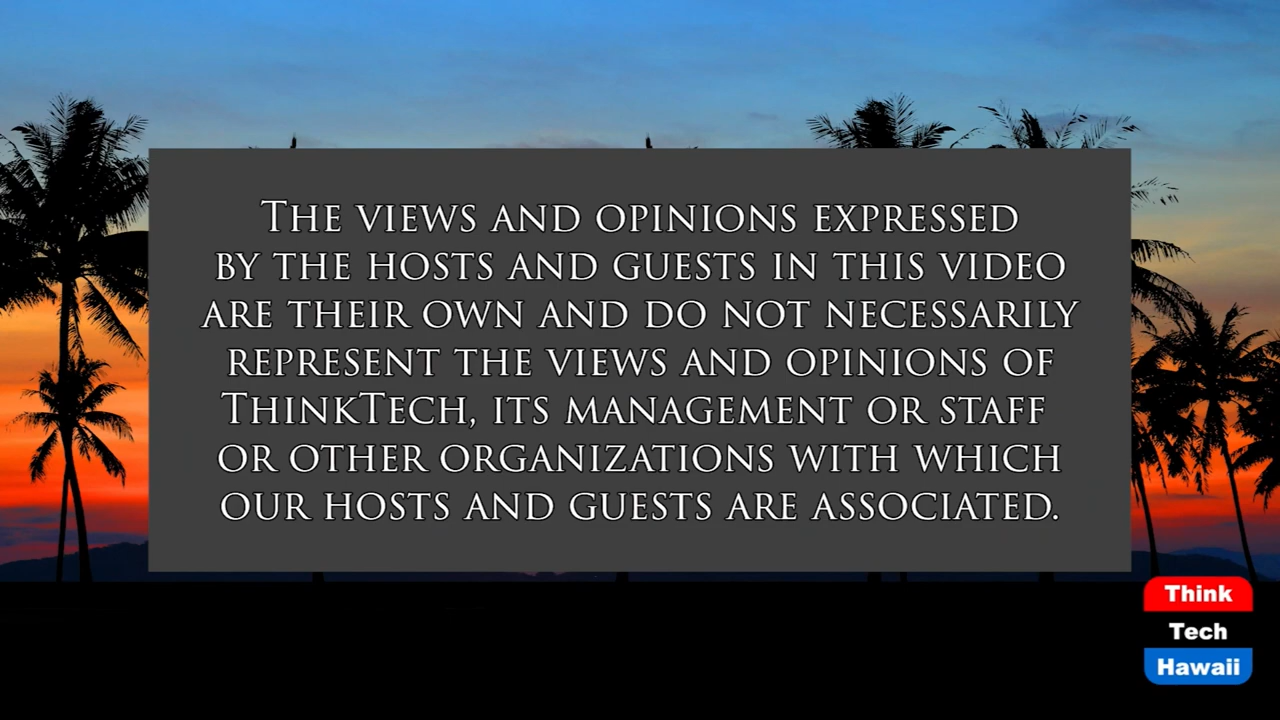 The views and opinions expressed
by the hosts and guests in this video
are their own and do not necessarily
represent the views and opinions of
ThinkTech, its management or staff
or other organizations with which
our hosts and guests are associated.
Think
Tech
Hawaii